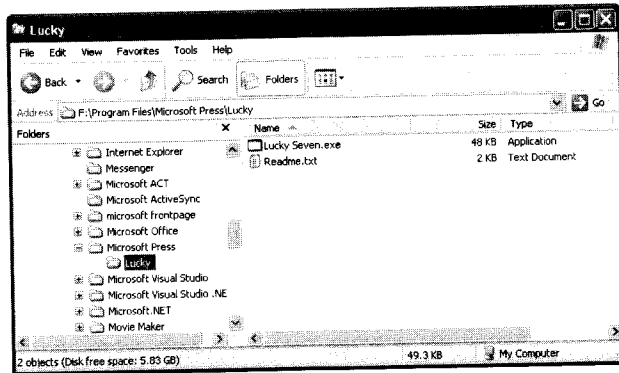 Lucky
File Edit View Favorites Tools Help
Back Search Folders
Address F:\Program Files\Microsoft Press\Lucky Go
Folders x Name Size Type
Internet Explorer
Messenger
Microsoft ACT
Microsoft ActiveSync
microsoft frontpage
Microsoft Office
Microsoft Press
Lucky
Microsoft Visual Studio
Microsoft Visual Studio .NE
Microsoft.NET
Movie Maker
Lucky Seven.exe 48 KB Application
Readme.txt 2 KB Text Document
2 objects (Disk free space: 5.83 GB) 49.3 KB My Computer